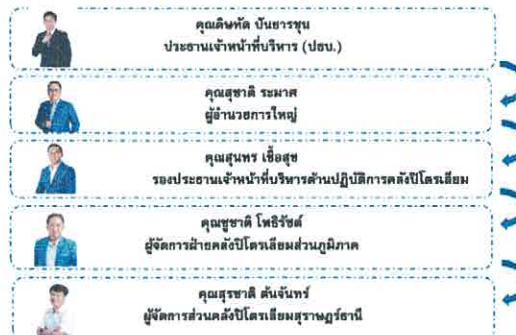 คุณดิษทัต ปันยารชุน
ประธานเจ้าหน้าที่บริหาร (ปธบ.)
คุณสุชาติ ระมาศ
ผู้อำนวยการใหญ่
คุณสุนทร เชื้อสุข
รองประธานเจ้าหน้าที่บริหารด้านปฏิบัติการคลังปิโตรเลียม
คุณชูชาติ โพธิรัชต์
ผู้จัดการฝ่ายคลังปิโตรเลียมส่วนภูมิภาค
คุณสุรชาติ ตันจันทร์
ผู้จัดการส่วนคลังปิโตรเลียมสุราษฎร์ธานี